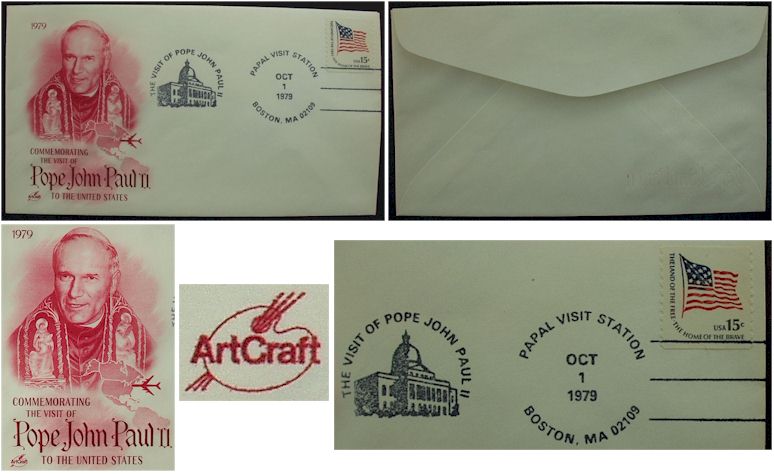 1979
COMMEMORATING
THE VISIT OF
Pope John Paul II
TO THE UNITED STATES
ArtCraft
THE VISIT OF POPE JOHN PAUL II
PAPAL VISIT STATION
OCT
1
1979
BOSTON, MA 02109
THE LAND OF THE FREE
USA 15c
THE HOME OF THE BRAVE
1979
COMMEMORATING
THE VISIT OF
Pope John Paul II
TO THE UNITED STATES
ArtCraft
ArtCraft
THE VISIT OF POPE JOHN PAUL II
PAPAL VISIT STATION
OCT
1
1979
BOSTON, MA 02109
THE LAND OF THE FREE
USA 15c
THE HOME OF THE BRAVE